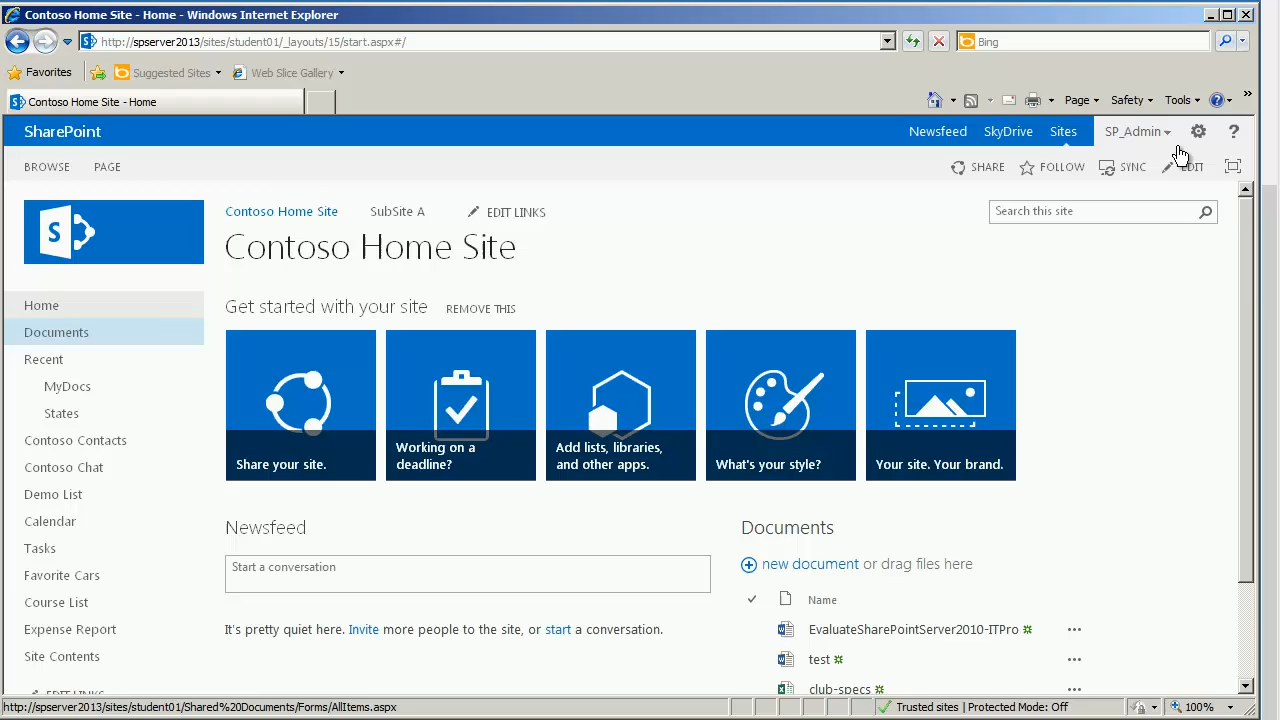 Contoso Home Site - Home - Windows Internet Explorer
http://spserver2013/sites/student01/_layouts/15/start.aspx#/
Bing
Favorites
Suggested Sites
Web Slice Gallery
Contoso Home Site - Home
Page
Safety
Tools
»
SharePoint
Newsfeed
SkyDrive
Sites
SP_Admin
?
BROWSE
PAGE
SHARE
FOLLOW
SYNC
EDIT
S
Contoso Home Site
SubSite A
EDIT LINKS
Search this site
Contoso Home Site
Get started with your site
REMOVE THIS
Share your site.
Working on a
deadline?
Add lists, libraries,
and other apps.
What's your style?
Your site. Your brand.
Home
Documents
Recent
MyDocs
States
Contoso Contacts
Contoso Chat
Demo List
Calendar
Tasks
Favorite Cars
Course List
Expense Report
Site Contents
EDIT LINKS
Newsfeed
Start a conversation
It's pretty quiet here. Invite more people to the site, or start a conversation.
Documents
new document or drag files here
Name
EvaluateSharePointServer2010-ITPro
...
test
...
club-specs
http://spserver2013/sites/student01/Shared%20Documents/Forms/AllItems.aspx
Trusted sites | Protected Mode: Off
100%